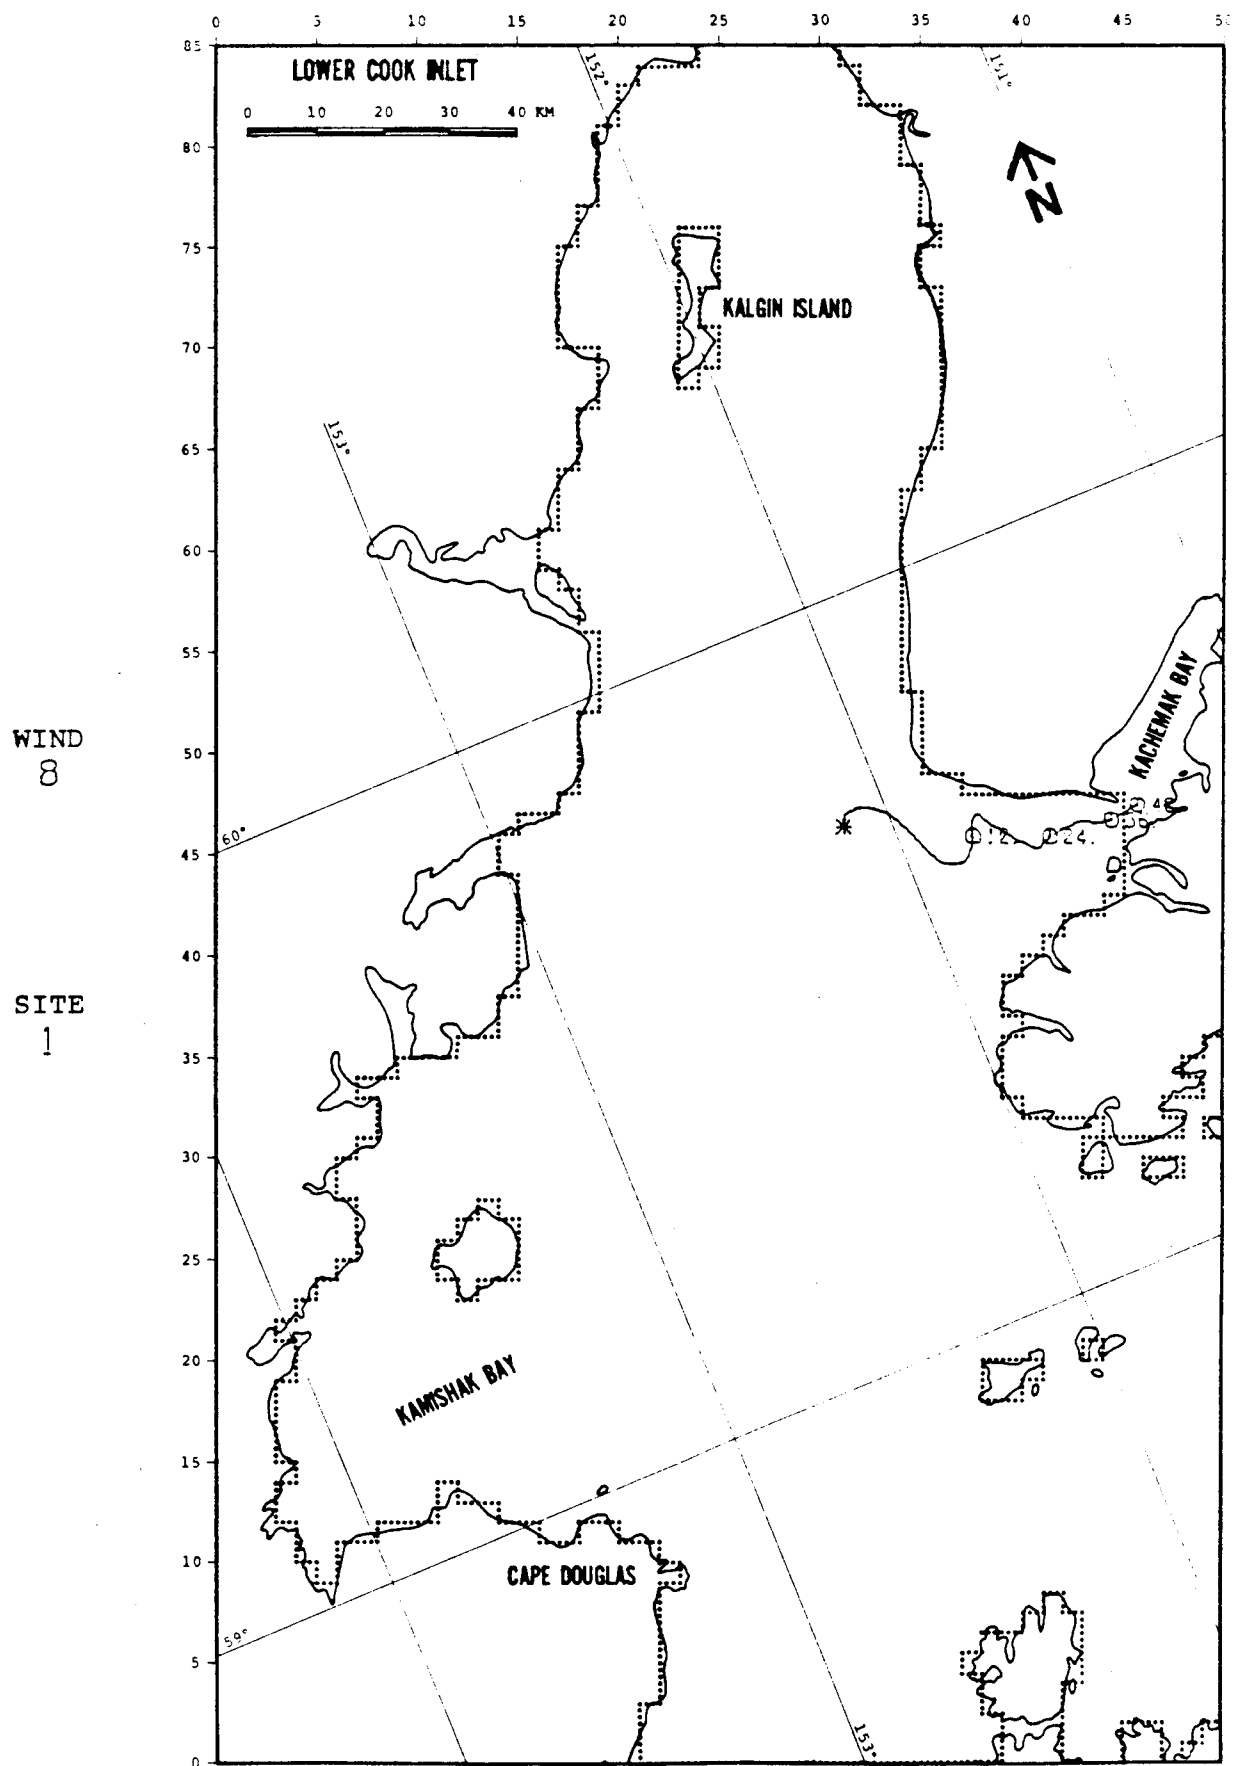 0 5 10 15 20 25 30 35 40 45
85 80 75 70 65 60 55 50 45 40 35 30 25 20 15 10 5 0
LOWER COOK INLET
0 10 20 30 40 KM
152°
151°
N
KALGIN ISLAND
153°
KACHEMAK BAY
WIND
8
60°
12. 24.
SITE
1
KAMISHAK BAY
CAPE DOUGLAS
59°
153°